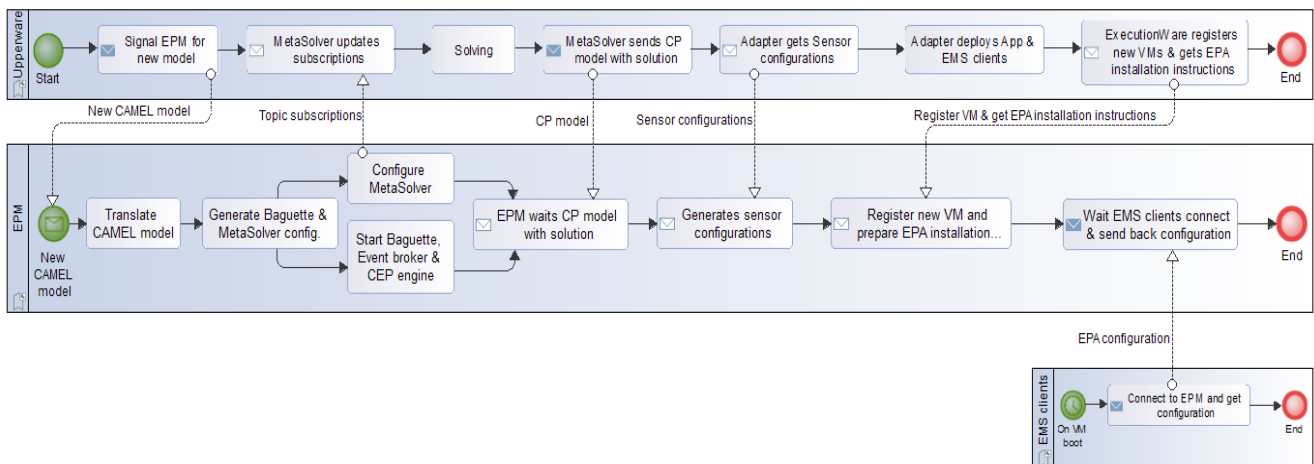 Upperware
Start
Signal EPM for
new model
MetaSolver updates
subscriptions
Solving
MetaSolver sends CP
model with solution
Adapter gets Sensor
configurations
Adapter deploys App &
EMS clients
ExecutionWare registers
new VMs & gets EPA
installation instructions
End
New CAMEL model
Topic subscriptions
CP model
Sensor configurations
Register VM & get EPA installation instructions
EPM
New
CAMEL
model
Translate
CAMEL model
Generate Baguette &
MetaSolver config.
Configure
MetaSolver
Start Baguette,
Event broker &
CEP engine
EPM waits CP model
with solution
Generates sensor
configurations
Register new VM and
prepare EPA installation...
Wait EMS clients connect
& send back configuration
End
EPA configuration
EMS clients
On VM
boot
Connect to EPM and get
configuration
End